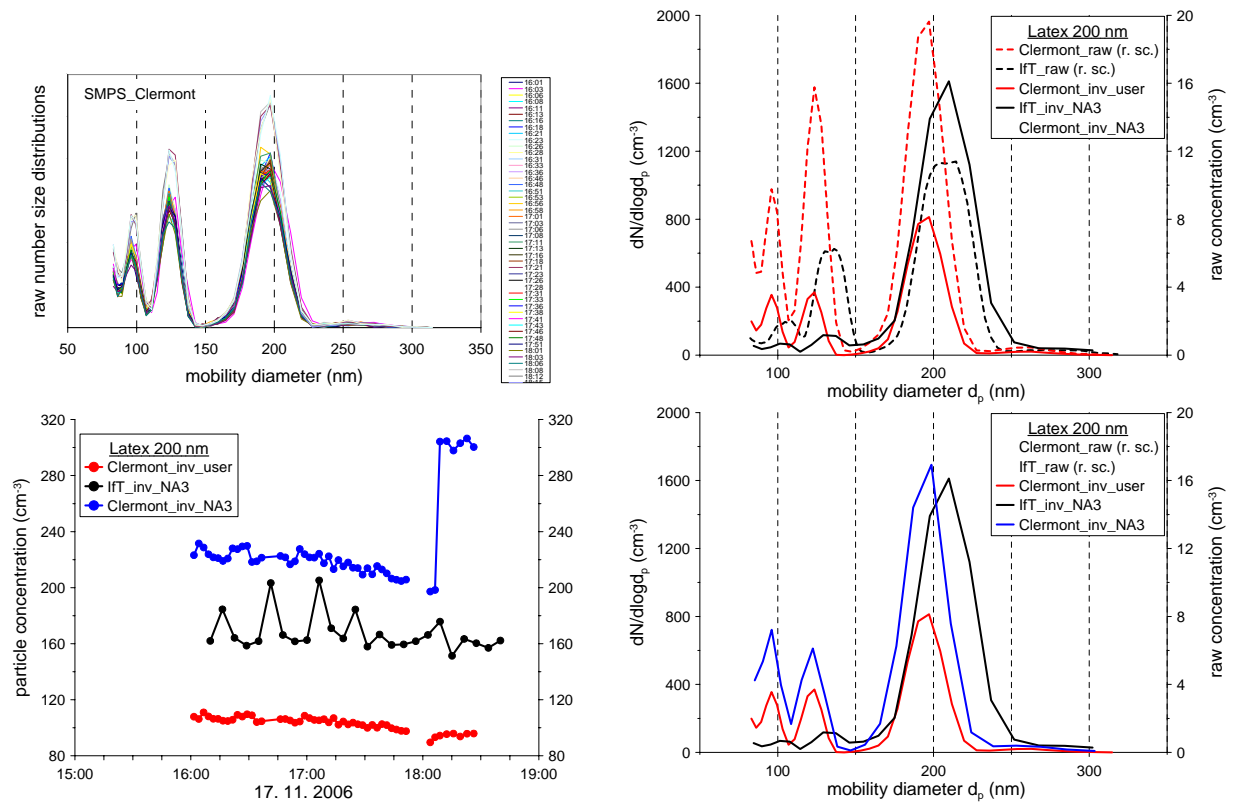 SMPS_Clermont
raw number size distributions
50 100 150 200 250 300 350
mobility diameter (nm)
16:01
16:03
16:06
16:08
16:11
16:13
16:16
16:18
16:21
16:23
16:26
16:28
16:31
16:33
16:36
16:46
16:48
16:51
16:53
16:56
16:58
17:01
17:03
17:06
17:08
17:11
17:13
17:16
17:18
17:21
17:23
17:26
17:28
17:31
17:33
17:36
17:38
17:41
17:43
17:46
17:48
17:51
18:03
18:06
18:08
18:12
2000
1600
1200
800
400
0
dN/dlogdp (cm-3)
Latex 200 nm
Clermont_raw (r. sc.)
IfT_raw (r. sc.)
Clermont_inv_user
IfT_inv_NA3
Clermont_inv_NA3
20
16
12
8
4
0
raw concentration (cm-3)
100 200 300
mobility diameter dp (nm)
320
280
240
200
160
120
80
particle concentration (cm-3)
Latex 200 nm
Clermont_inv_user
IfT_inv_NA3
Clermont_inv_NA3
320
280
240
200
160
120
80
15:00 16:00 17:00 18:00 19:00
17. 11. 2006
2000
1600
1200
800
400
0
dN/dlogdp (cm-3)
Latex 200 nm
Clermont_raw (r. sc.)
IfT_raw (r. sc.)
Clermont_inv_user
IfT_inv_NA3
Clermont_inv_NA3
20
16
12
8
4
0
raw concentration (cm-3)
100 200 300
mobility diameter dp (nm)